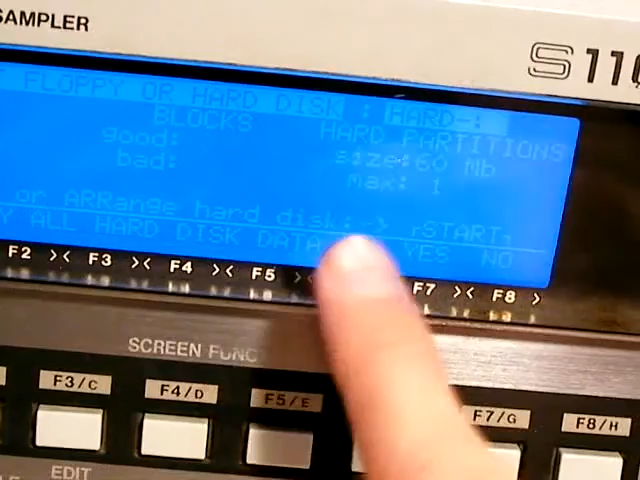 SAMPLER
S110
FLOPPY OR HARD DISK : HARD-:
BLOCKS HARD PARTITIONS
good: size:60 Mb
bad: max: 1
or ARRange hard disk:-> START
ALL HARD DISK DATA YES NO
F2 >< F3 >< F4 >< F5 > F7 >< F8 >
SCREEN FUNC
F3/C F4/D F5/E F7/G F8/H
EDIT